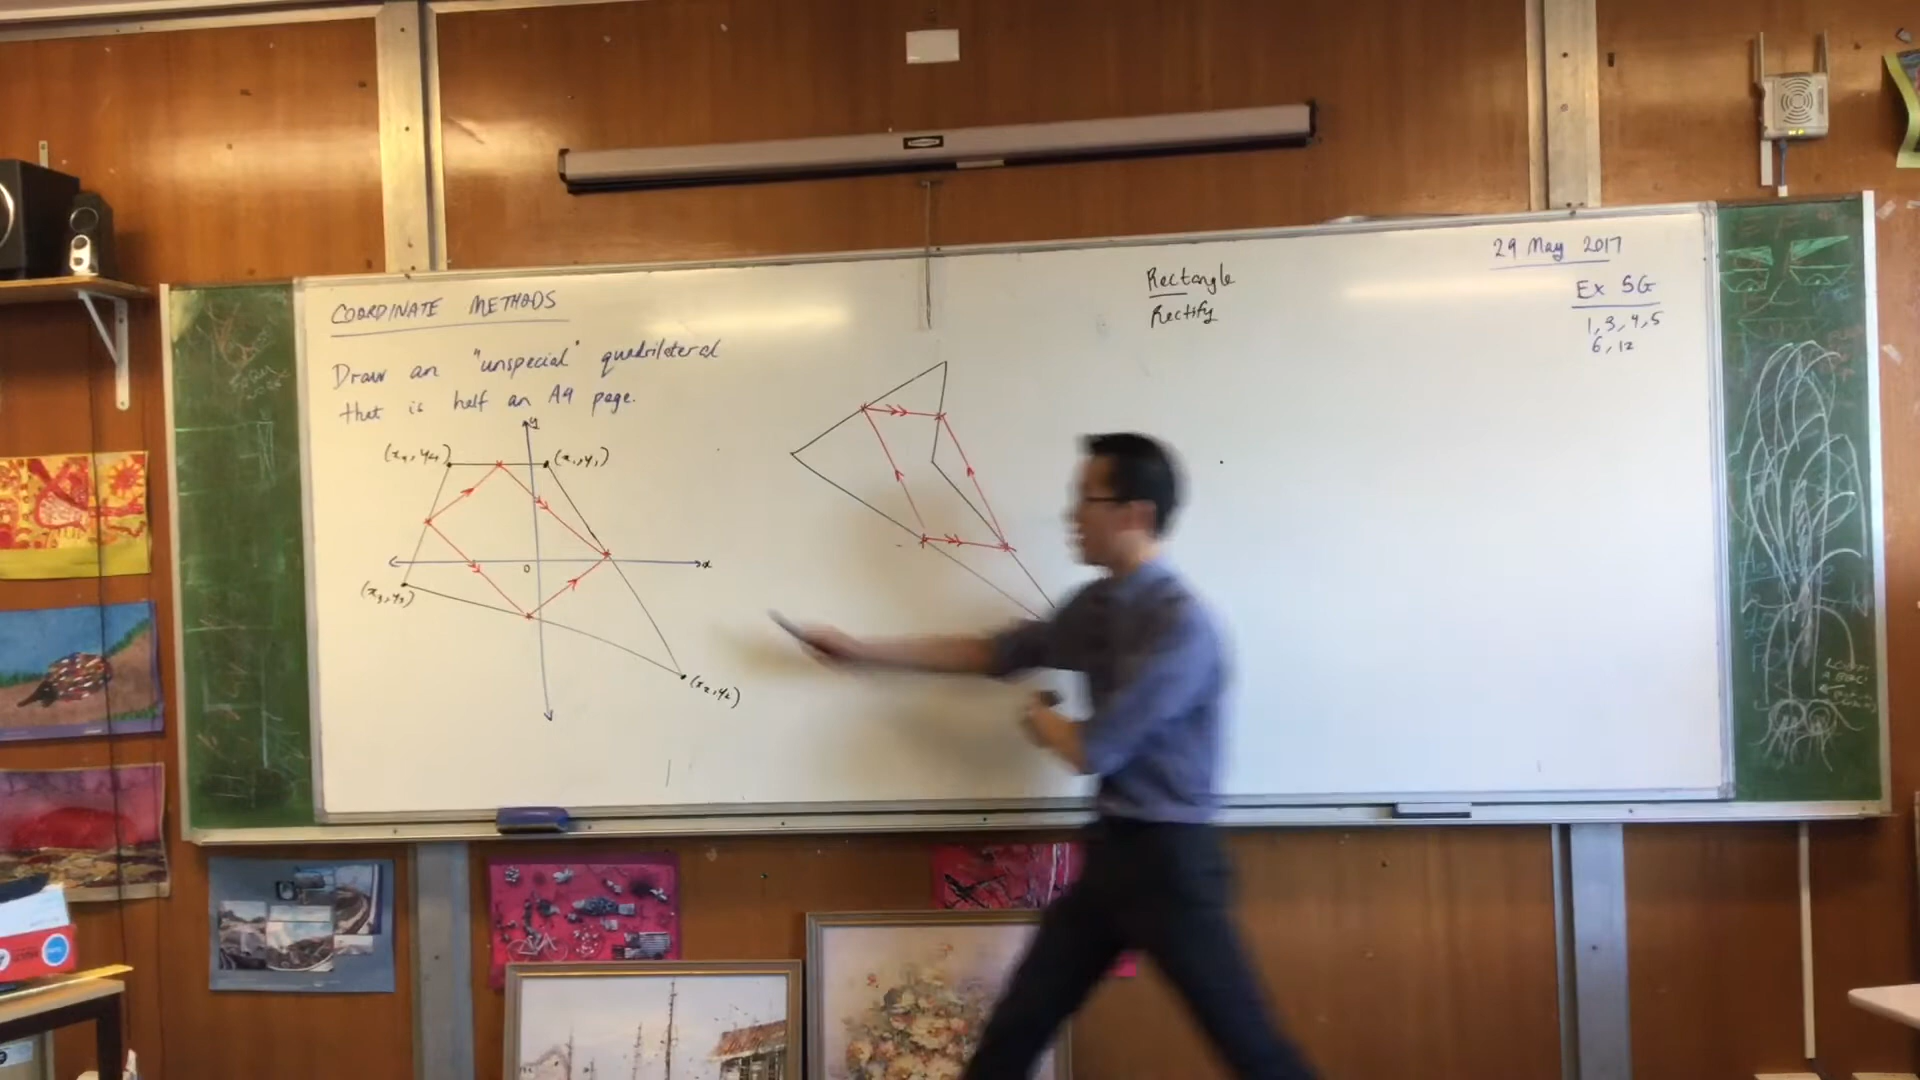 COORDINATE METHODS
Draw an "unspecial" quadrilateral
that is half an A4 page.
y
(x₄, y₄)
(x₁, y₁)
0
x
(x₃, y₃)
(x₂, y₂)
Rectangle
Rectify
29 May 2017
Ex 5G
1, 3, 4, 5
6, 12